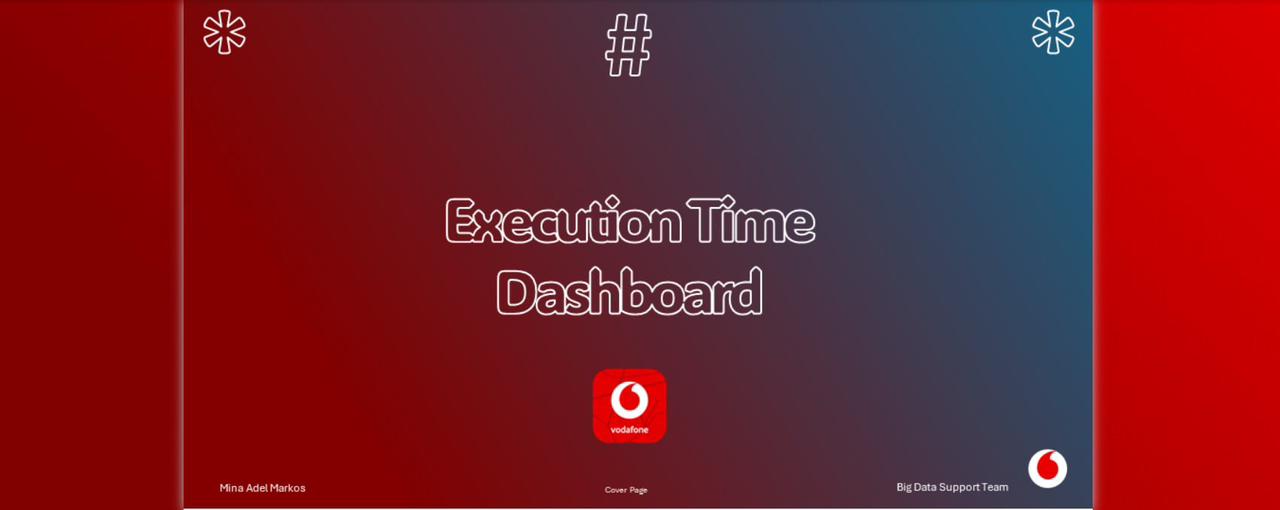 * # *
Execution Time
Dashboard
vodafone
Mina Adel Markos
Cover Page
Big Data Support Team